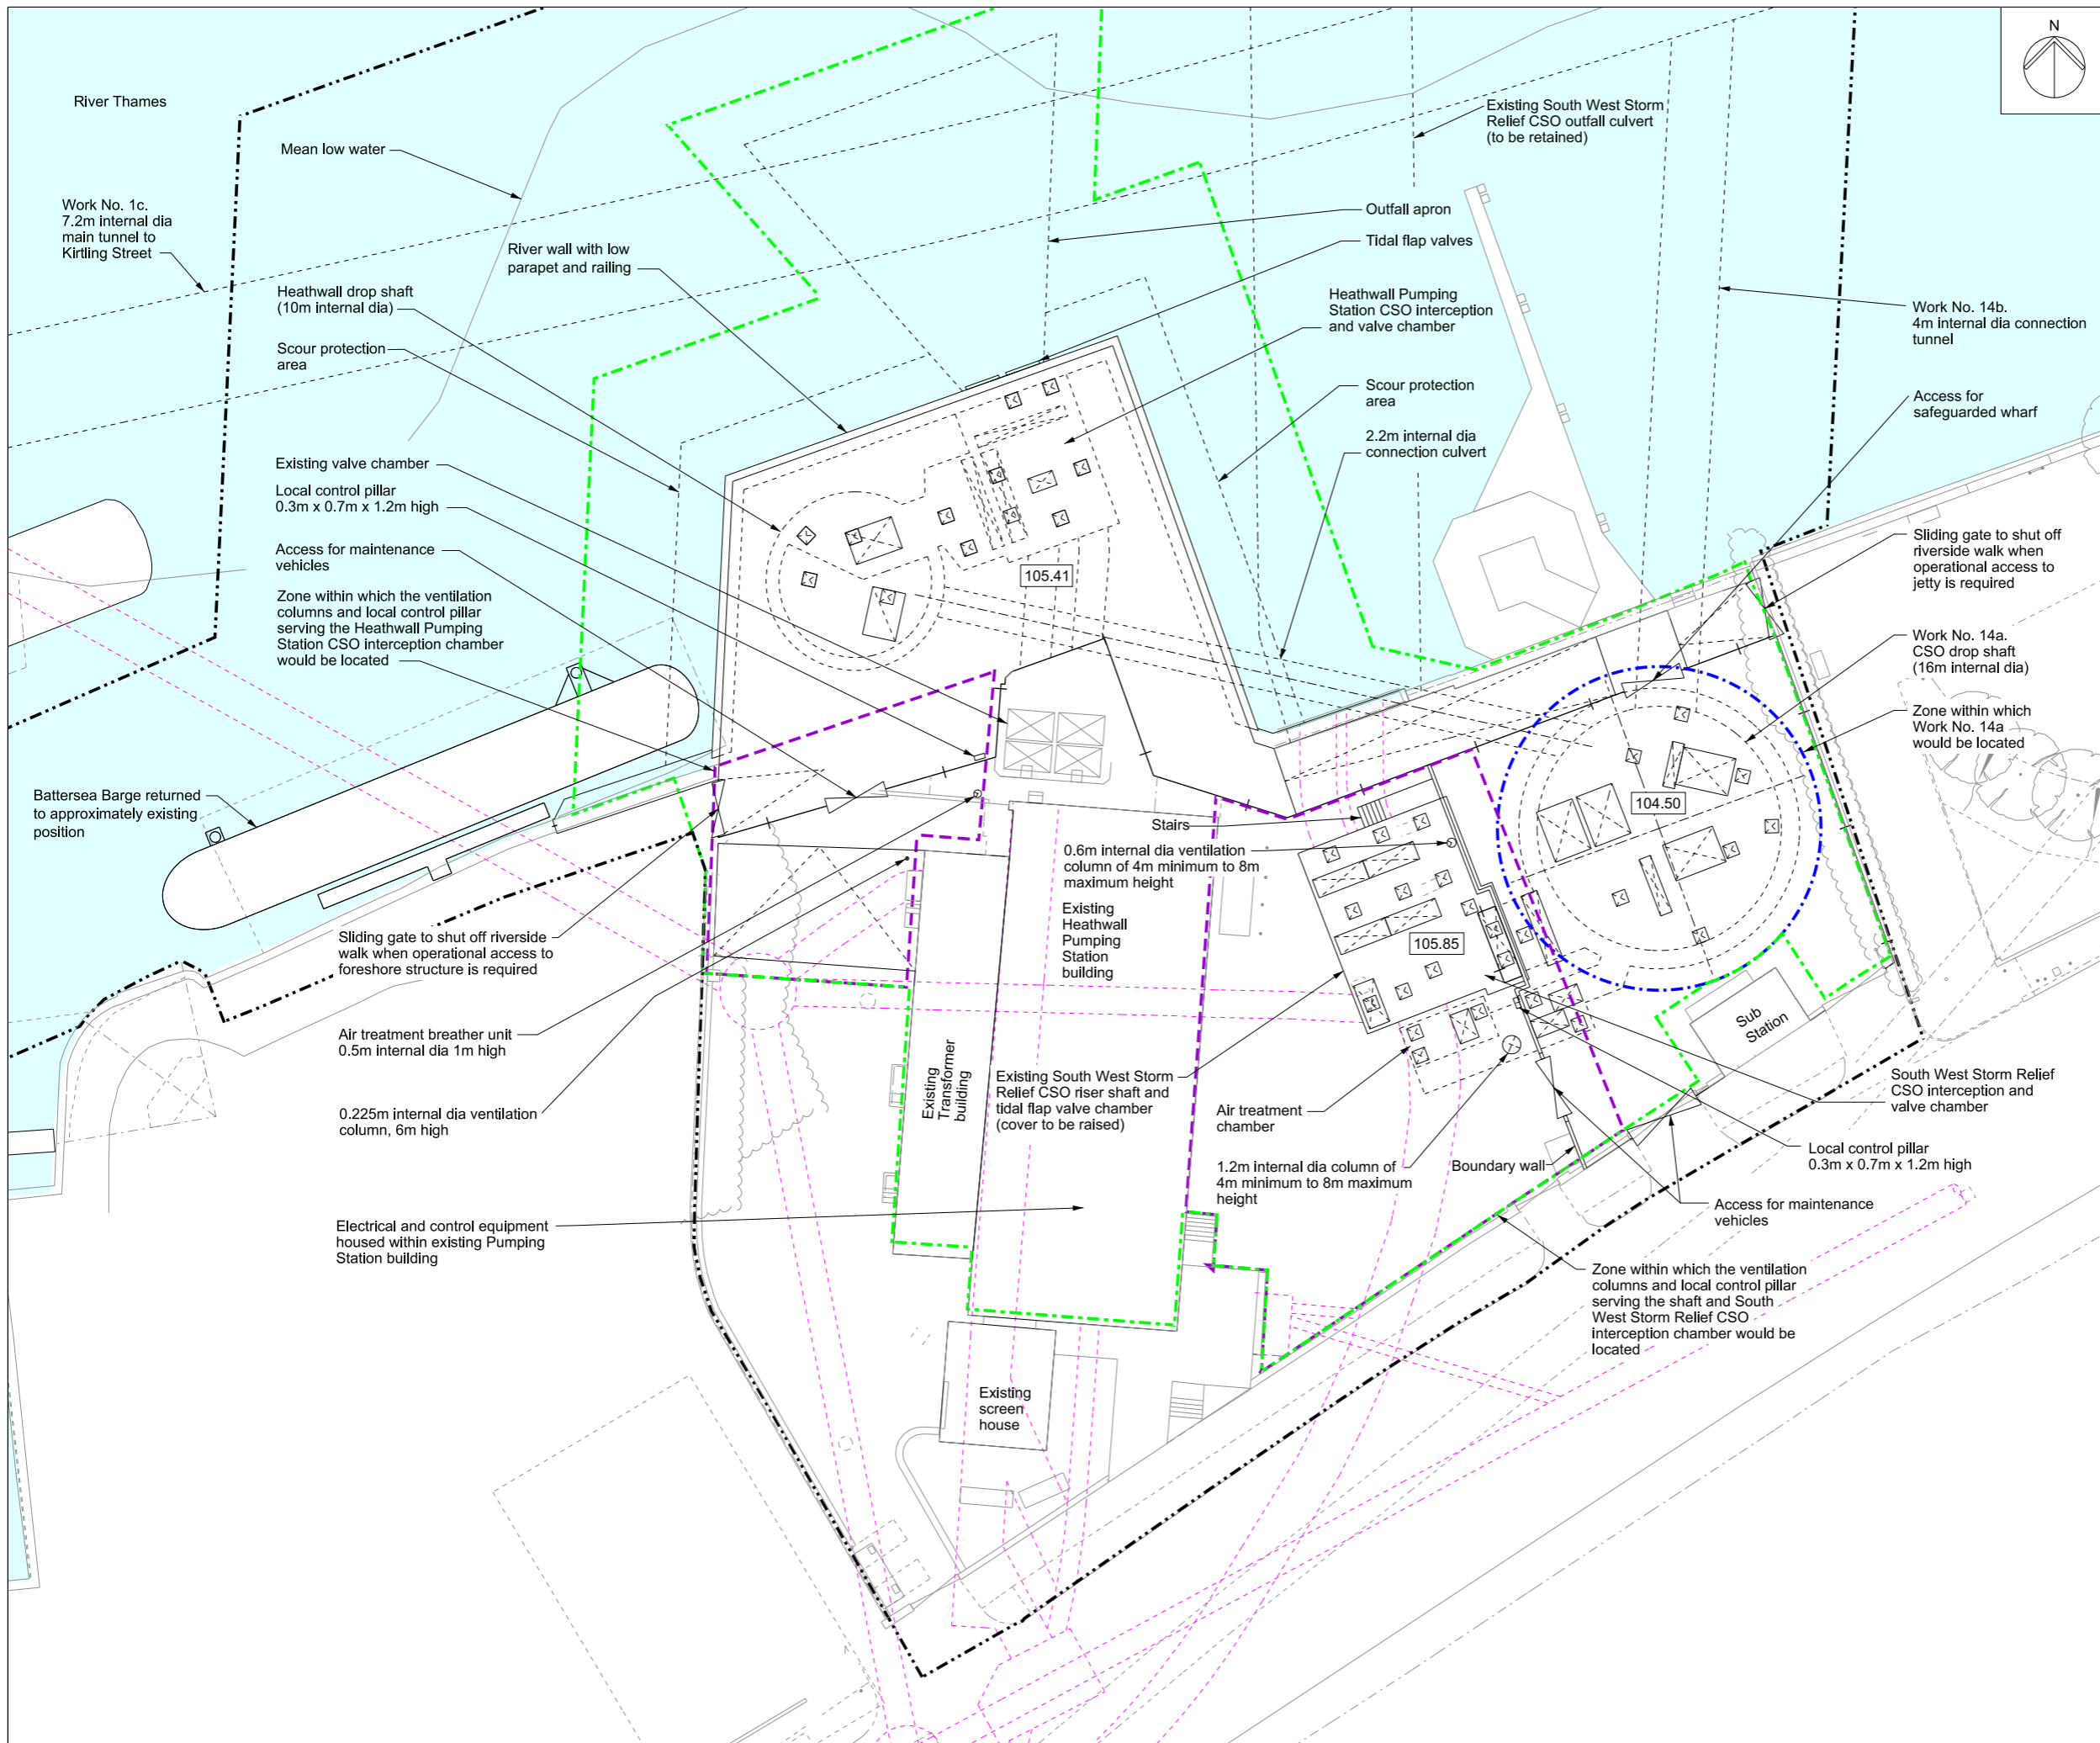 N
River Thames
Mean low water
Work No. 1c.
7.2m internal dia
main tunnel to
Kirtling Street
River wall with low
parapet and railing
Heathwall drop shaft
(10m internal dia)
Scour protection
area
Existing valve chamber
Local control pillar
0.3m x 0.7m x 1.2m high
Access for maintenance
vehicles
Zone within which the ventilation
columns and local control pillar
serving the Heathwall Pumping
Station CSO interception chamber
would be located
Battersea Barge returned
to approximately existing
position
Sliding gate to shut off riverside
walk when operational access to
foreshore structure is required
Air treatment breather unit
0.5m internal dia 1m high
0.225m internal dia ventilation
column, 6m high
Electrical and control equipment
housed within existing Pumping
Station building
Existing South West Storm
Relief CSO outfall culvert
(to be retained)
Outfall apron
Tidal flap valves
Heathwall Pumping
Station CSO interception
and valve chamber
Scour protection
area
2.2m internal dia
connection culvert
Work No. 14b.
4m internal dia connection
tunnel
Access for
safeguarded wharf
Sliding gate to shut off
riverside walk when
operational access to
jetty is required
Work No. 14a.
CSO drop shaft
(16m internal dia)
Zone within which
Work No. 14a
would be located
105.41
104.50
105.85
Stairs
0.6m internal dia ventilation
column of 4m minimum to 8m
maximum height
Existing
Heathwall
Pumping
Station
building
Existing
Transformer
building
Existing South West Storm
Relief CSO riser shaft and
tidal flap valve chamber
(cover to be raised)
Air treatment
chamber
1.2m internal dia column of
4m minimum to 8m maximum
height
Boundary wall
Sub
Station
South West Storm Relief
CSO interception and
valve chamber
Local control pillar
0.3m x 0.7m x 1.2m high
Access for maintenance
vehicles
Zone within which the ventilation
columns and local control pillar
serving the shaft and South
West Storm Relief CSO
interception chamber would be
located
Existing
screen
house